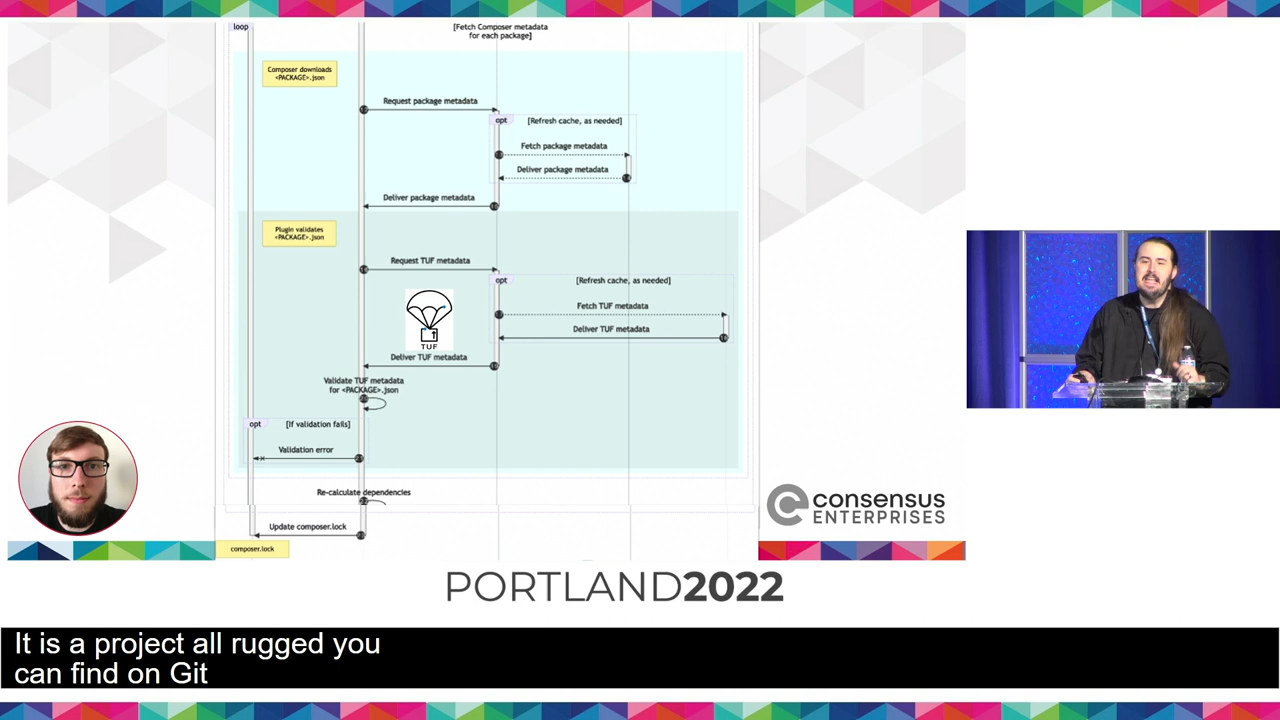 loop
[Fetch Composer metadata
for each package]
Composer downloads
<PACKAGE>.json
Request package metadata
opt
[Refresh cache, as needed]
Fetch package metadata
Deliver package metadata
Deliver package metadata
Plugin validates
<PACKAGE>.json
Request TUF metadata
opt
[Refresh cache, as needed]
Fetch TUF metadata
Deliver TUF metadata
TUF
Deliver TUF metadata
Validate TUF metadata
for <PACKAGE>.json
opt
[If validation fails]
Validation error
Re-calculate dependencies
Update composer.lock
composer.lock
consensus
ENTERPRISES
PORTLAND2022
It is a project all rugged you
can find on Git